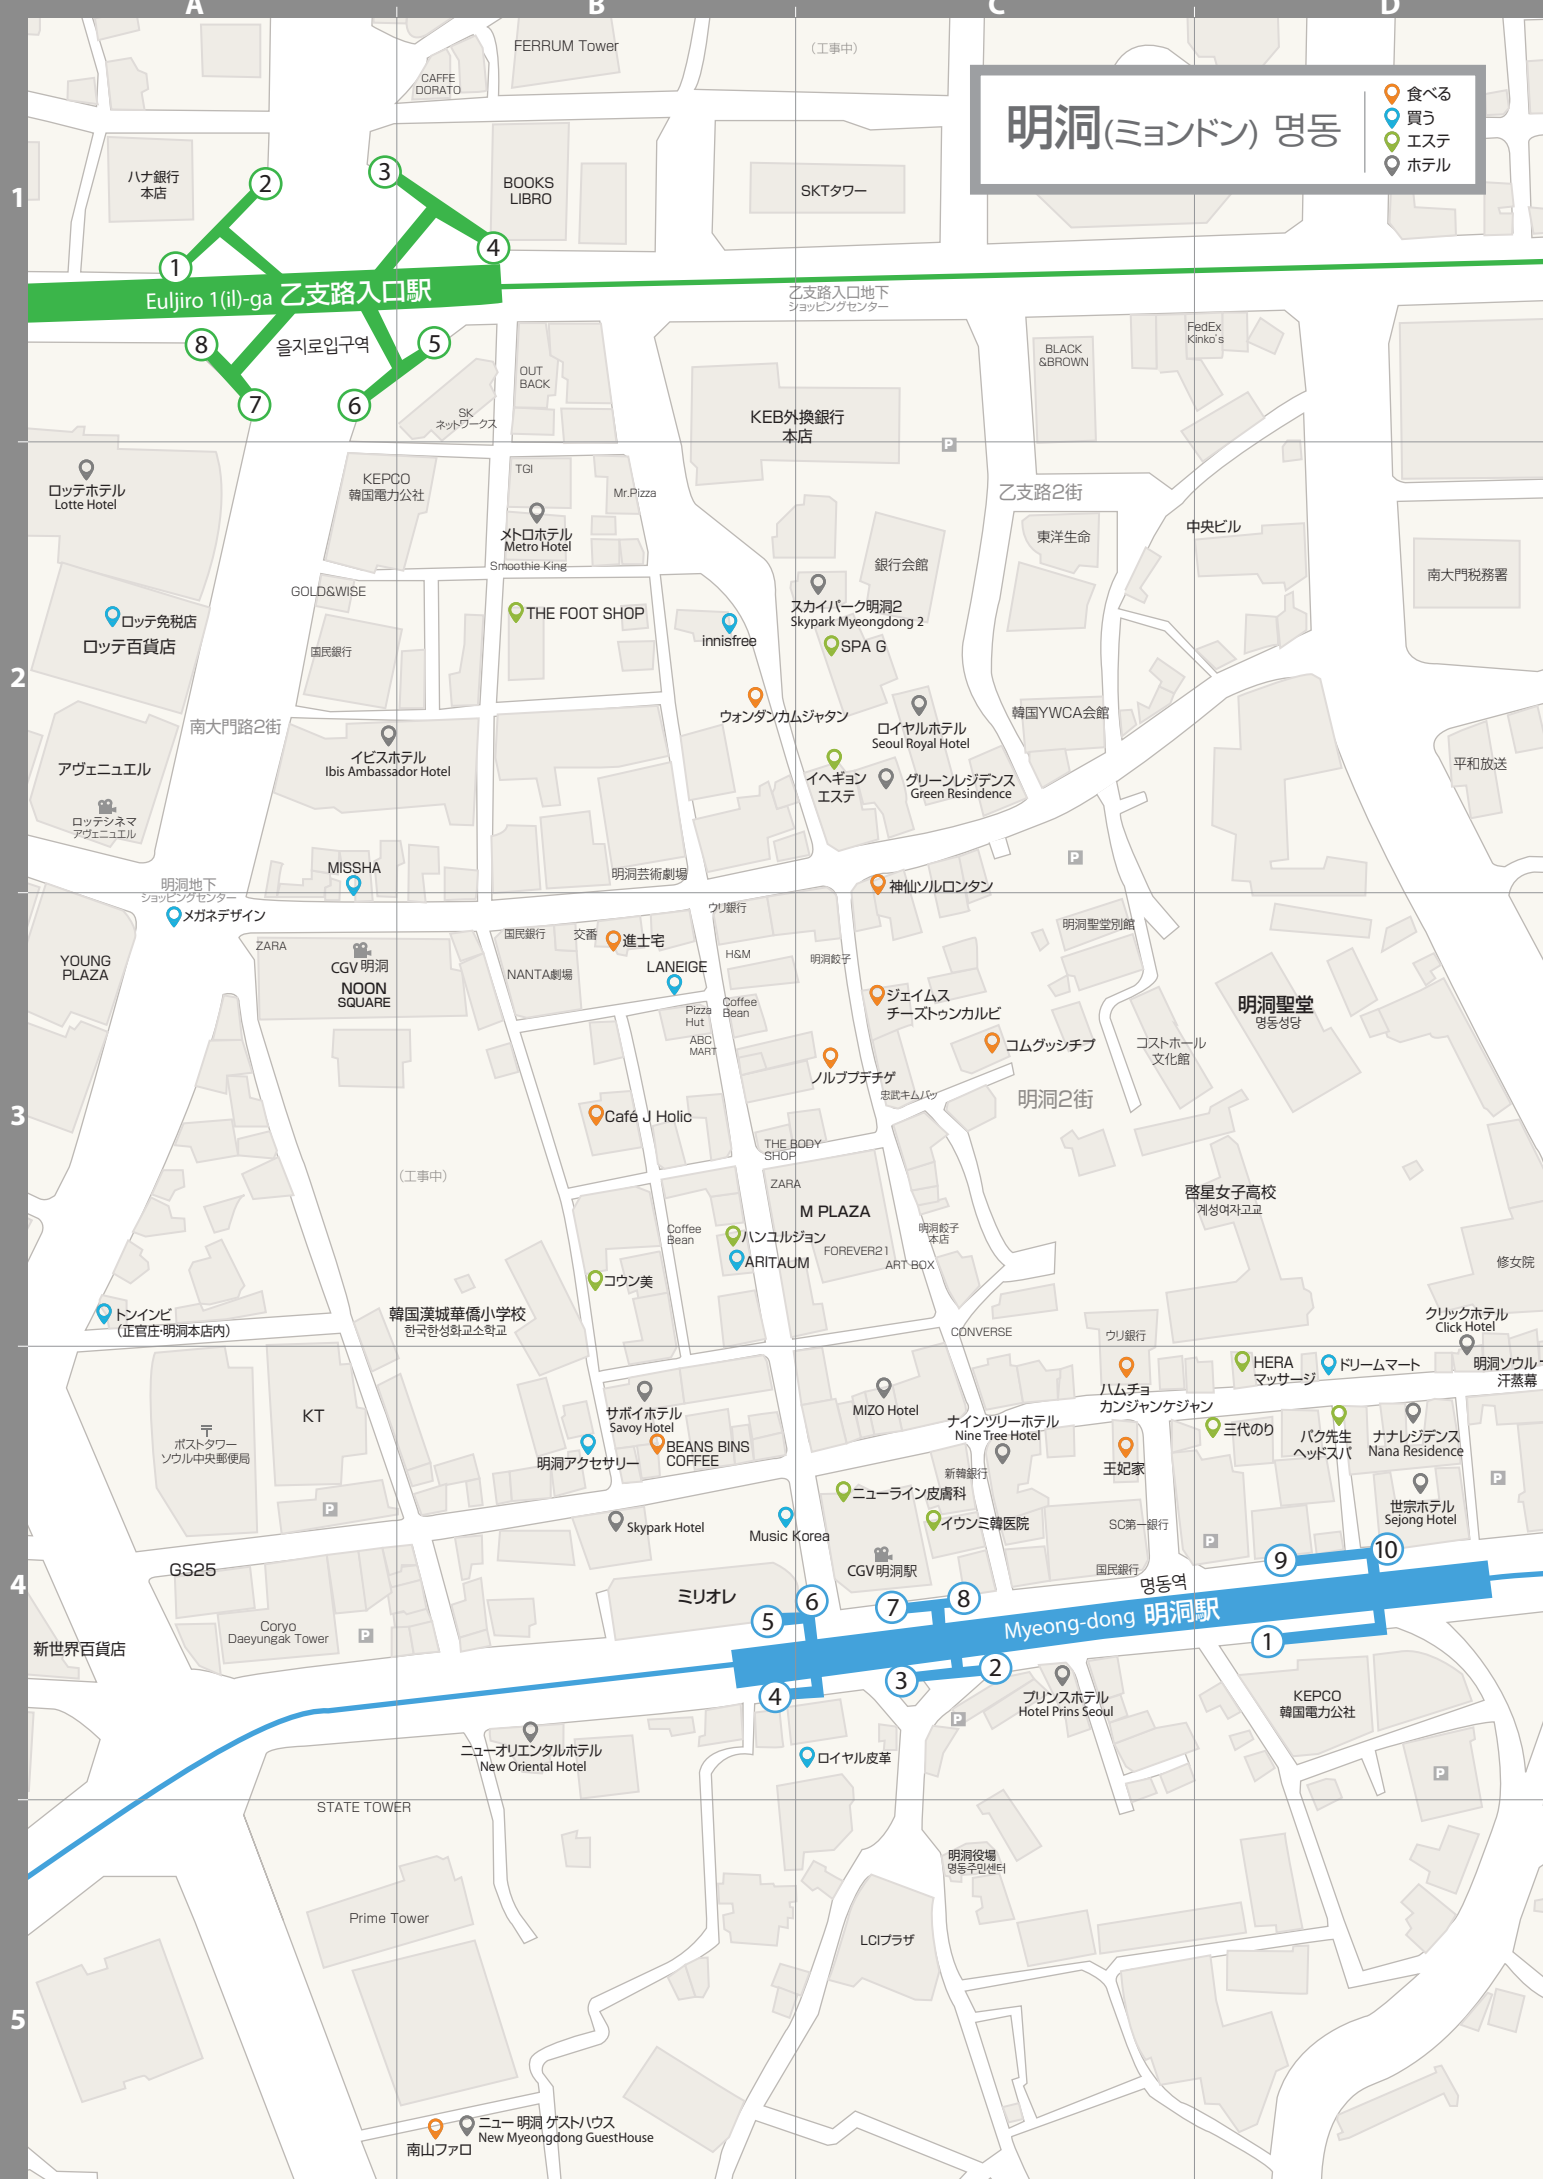 A
B
C
D
1
2
3
4
5
明洞(ミョンドン) 명동
食べる
買う
エステ
ホテル
FERRUM Tower
(工事中)
CAFFE
DORATO
ハナ銀行
本店
BOOKS
LIBRO
SKTタワー
2
3
1
4
Euljiro 1(il)-ga 乙支路入口駅
을지로입구역
8
5
7
6
乙支路入口地下
ショッピングセンター
FedEx
Kinko's
BLACK
&BROWN
OUT
BACK
SK
ネットワークス
KEB外換銀行
本店
P
ロッテホテル
Lotte Hotel
KEPCO
韓国電力公社
TGI
Mr.Pizza
メトロホテル
Metro Hotel
Smoothie King
乙支路2街
東洋生命
中央ビル
銀行会館
南大門税務署
GOLD&WISE
THE FOOT SHOP
innisfree
スカイパーク明洞2
Skypark Myeongdong 2
SPA G
ロッテ免税店
ロッテ百貨店
国民銀行
ウォンダンカムジャタン
ロイヤルホテル
Seoul Royal Hotel
韓国YWCA会館
南大門路2街
イビスホテル
Ibis Ambassador Hotel
アヴェニュエル
ロッテシネマ
アヴェニュエル
イヘギョン
エステ
グリーンレジデンス
Green Resindence
平和放送
MISSHA
明洞芸術劇場
P
神仙ソルロンタン
明洞地下
ショッピングセンター
メガネデザイン
ウリ銀行
ZARA
国民銀行
交番
進士宅
明洞聖堂別館
YOUNG
PLAZA
CGV 明洞
NOON
SQUARE
NANTA劇場
LANEIGE
H&M
明洞餃子
Pizza
Hut
Coffee
Bean
ABC
MART
ジェイムス
チーズトゥンカルビ
明洞聖堂
명동성당
コムグッシチプ
コストホール
文化館
ノルブブデチゲ
忠武キムパッ
明洞2街
Café J Holic
THE BODY
SHOP
(工事中)
ZARA
M PLAZA
啓星女子高校
계성여자고교
Coffee
Bean
ハンユルジョン
ARITAUM
FOREVER21
明洞餃子
本店
ART BOX
修女院
コウン美
トンインビ
(正官庄・明洞本店内)
韓国漢城華僑小学校
한국한성화교소학교
CONVERSE
ウリ銀行
クリックホテル
Click Hotel
HERA
マッサージ
ドリームマート
明洞ソウル
汗蒸幕
KT
〒
ポストタワー
ソウル中央郵便局
P
サボイホテル
Savoy Hotel
明洞アクセサリー
BEANS BINS
COFFEE
MIZO Hotel
ハムチョ
カンジャンケジャン
ナインツリーホテル
Nine Tree Hotel
三代のり
パク先生
ヘッドスパ
ナナレジデンス
Nana Residence
王妃家
新韓銀行
ニューライン皮膚科
世宗ホテル
Sejong Hotel
P
Skypark Hotel
Music Korea
イウンミ韓医院
SC第一銀行
P
GS25
CGV明洞駅
国民銀行
9
10
명동역
Myeong-dong 明洞駅
ミリオレ
5
6
7
8
Coryo
Daeyungak Tower
P
新世界百貨店
1
4
3
2
プリンスホテル
Hotel Prins Seoul
KEPCO
韓国電力公社
P
ニューオリエンタルホテル
New Oriental Hotel
ロイヤル皮革
P
STATE TOWER
明洞役場
명동주민센터
Prime Tower
LCIプラザ
南山ファロ
ニュー 明洞 ゲストハウス
New Myeongdong GuestHouse